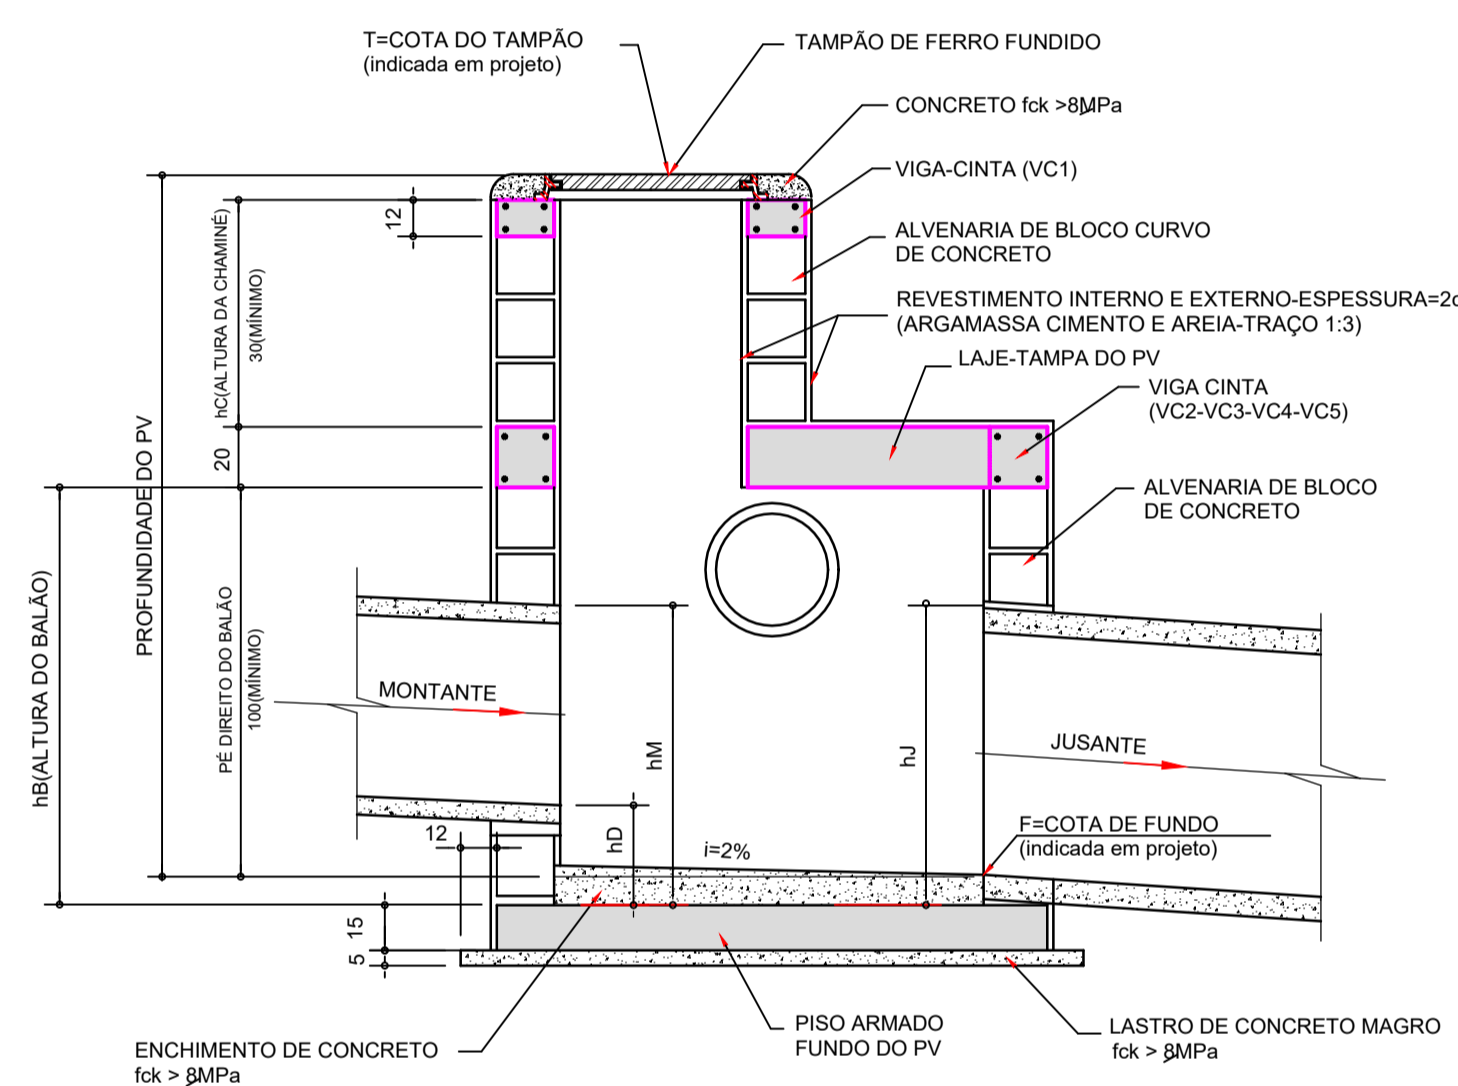 T=COTA DO TAMPÃO
(indicada em projeto)
TAMPÃO DE FERRO FUNDIDO
CONCRETO fck >8MPa
VIGA-CINTA (VC1)
ALVENARIA DE BLOCO CURVO
DE CONCRETO
REVESTIMENTO INTERNO E EXTERNO-ESPESSURA=2c
(ARGAMASSA CIMENTO E AREIA-TRAÇO 1:3)
LAJE-TAMPA DO PV
VIGA CINTA
(VC2-VC3-VC4-VC5)
ALVENARIA DE BLOCO
DE CONCRETO
12
hC(ALTURA DA CHAMINÉ)
30(MÍNIMO)
20
PROFUNDIDADE DO PV
hB(ALTURA DO BALÃO)
PÉ DIREITO DO BALÃO
100(MÍNIMO)
MONTANTE
hM
hJ
JUSANTE
12
hD
i=2%
F=COTA DE FUNDO
(indicada em projeto)
15
5
ENCHIMENTO DE CONCRETO
fck > 8MPa
PISO ARMADO
FUNDO DO PV
LASTRO DE CONCRETO MAGRO
fck > 8MPa